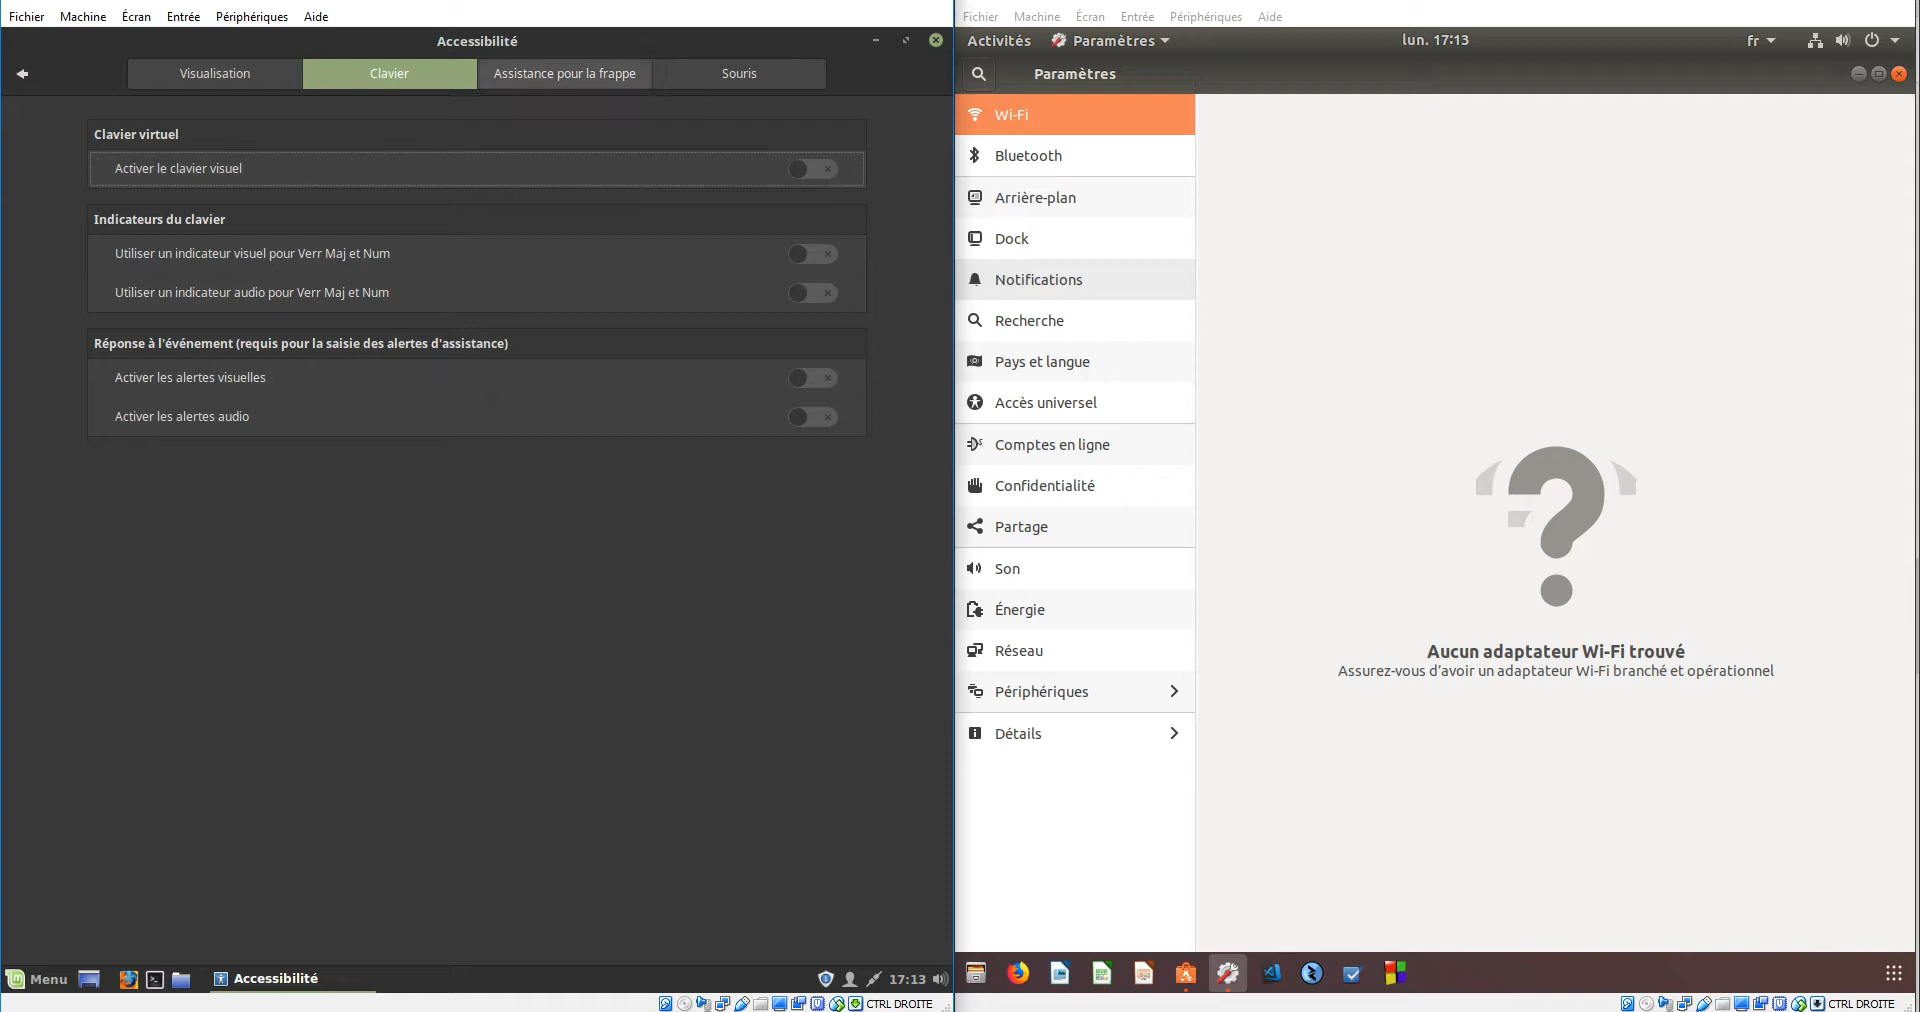 Fichier Machine Écran Entrée Périphériques Aide
Accessibilité
Visualisation Clavier Assistance pour la frappe Souris
Clavier virtuel
Activer le clavier visuel
Indicateurs du clavier
Utiliser un indicateur visuel pour Verr Maj et Num
Utiliser un indicateur audio pour Verr Maj et Num
Réponse à l'événement (requis pour la saisie des alertes d'assistance)
Activer les alertes visuelles
Activer les alertes audio
Menu Accessibilité 17:13
CTRL DROITE
Fichier Machine Écran Entrée Périphériques Aide
Activités Paramètres lun. 17:13 fr
Paramètres
Wi-Fi
Bluetooth
Arrière-plan
Dock
Notifications
Recherche
Pays et langue
Accès universel
Comptes en ligne
Confidentialité
Partage
Son
Énergie
Réseau
Périphériques
Détails
Aucun adaptateur Wi-Fi trouvé
Assurez-vous d’avoir un adaptateur Wi-Fi branché et opérationnel
CTRL DROITE